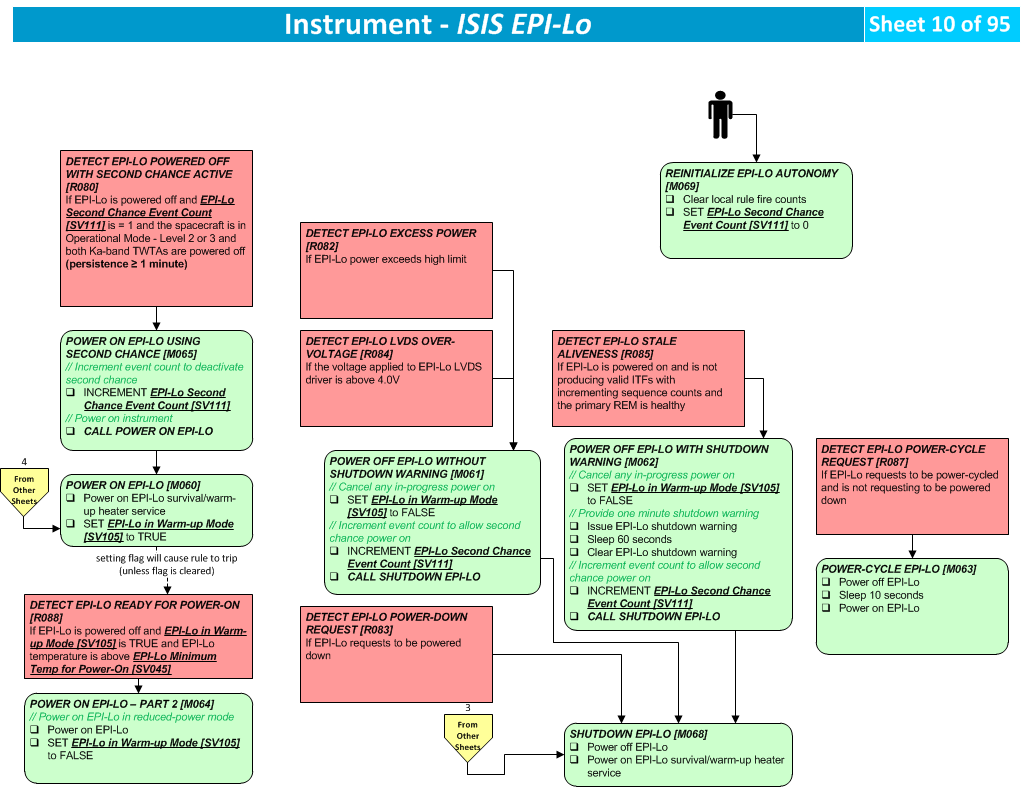 Instrument - ISIS EPI-Lo
Sheet 10 of 95
DETECT EPI-LO POWERED OFF
WITH SECOND CHANCE ACTIVE
[R080]
If EPI-Lo is powered off and EPI-Lo
Second Chance Event Count
[SV111] is = 1 and the spacecraft is in
Operational Mode - Level 2 or 3 and
both Ka-band TWTAs are powered off
(persistence ≥ 1 minute)
POWER ON EPI-LO USING
SECOND CHANCE [M065]
// Increment event count to deactivate
second chance
❑ INCREMENT EPI-Lo Second
Chance Event Count [SV111]
// Power on instrument
❑ CALL POWER ON EPI-LO
4
From
Other
Sheets
POWER ON EPI-LO [M060]
❑ Power on EPI-Lo survival/warm-
up heater service
❑ SET EPI-Lo in Warm-up Mode
[SV105] to TRUE
setting flag will cause rule to trip
(unless flag is cleared)
DETECT EPI-LO READY FOR POWER-ON
[R088]
If EPI-Lo is powered off and EPI-Lo in Warm-
up Mode [SV105] is TRUE and EPI-Lo
temperature is above EPI-Lo Minimum
Temp for Power-On [SV045]
POWER ON EPI-LO – PART 2 [M064]
// Power on EPI-Lo in reduced-power mode
❑ Power on EPI-Lo
❑ SET EPI-Lo in Warm-up Mode [SV105]
to FALSE
DETECT EPI-LO EXCESS POWER
[R082]
If EPI-Lo power exceeds high limit
DETECT EPI-LO LVDS OVER-
VOLTAGE [R084]
If the voltage applied to EPI-Lo LVDS
driver is above 4.0V
POWER OFF EPI-LO WITHOUT
SHUTDOWN WARNING [M061]
// Cancel any in-progress power on
❑ SET EPI-Lo in Warm-up Mode
[SV105] to FALSE
// Increment event count to allow second
chance power on
❑ INCREMENT EPI-Lo Second Chance
Event Count [SV111]
❑ CALL SHUTDOWN EPI-LO
DETECT EPI-LO POWER-DOWN
REQUEST [R083]
If EPI-Lo requests to be powered
down
3
From
Other
Sheets
REINITIALIZE EPI-LO AUTONOMY
[M069]
❑ Clear local rule fire counts
❑ SET EPI-Lo Second Chance
Event Count [SV111] to 0
DETECT EPI-LO STALE
ALIVENESS [R085]
If EPI-Lo is powered on and is not
producing valid ITFs with
incrementing sequence counts and
the primary REM is healthy
POWER OFF EPI-LO WITH SHUTDOWN
WARNING [M062]
// Cancel any in-progress power on
❑ SET EPI-Lo in Warm-up Mode [SV105]
to FALSE
// Provide one minute shutdown warning
❑ Issue EPI-Lo shutdown warning
❑ Sleep 60 seconds
❑ Clear EPI-Lo shutdown warning
// Increment event count to allow second
chance power on
❑ INCREMENT EPI-Lo Second Chance
Event Count [SV111]
❑ CALL SHUTDOWN EPI-LO
SHUTDOWN EPI-LO [M068]
❑ Power off EPI-Lo
❑ Power on EPI-Lo survival/warm-up heater
service
DETECT EPI-LO POWER-CYCLE
REQUEST [R087]
If EPI-Lo requests to be power-cycled
and is not requesting to be powered
down
POWER-CYCLE EPI-LO [M063]
❑ Power off EPI-Lo
❑ Sleep 10 seconds
❑ Power on EPI-Lo